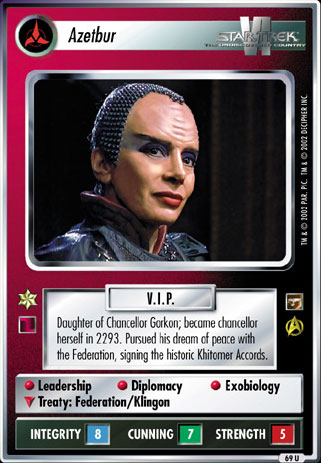 Azetbur
VI
STAR TREK
THE UNDISCOVERED COUNTRY
TM & © 2002 PAR. PIC. TM & © 2002 DECIPHER INC.
V.I.P.
Daughter of Chancellor Gorkon; became chancellor
herself in 2293. Pursued his dream of peace with
the Federation, signing the historic Khitomer Accords.
Leadership Diplomacy Exobiology
Treaty: Federation/Klingon
INTEGRITY 8 CUNNING 7 STRENGTH 5
69 U